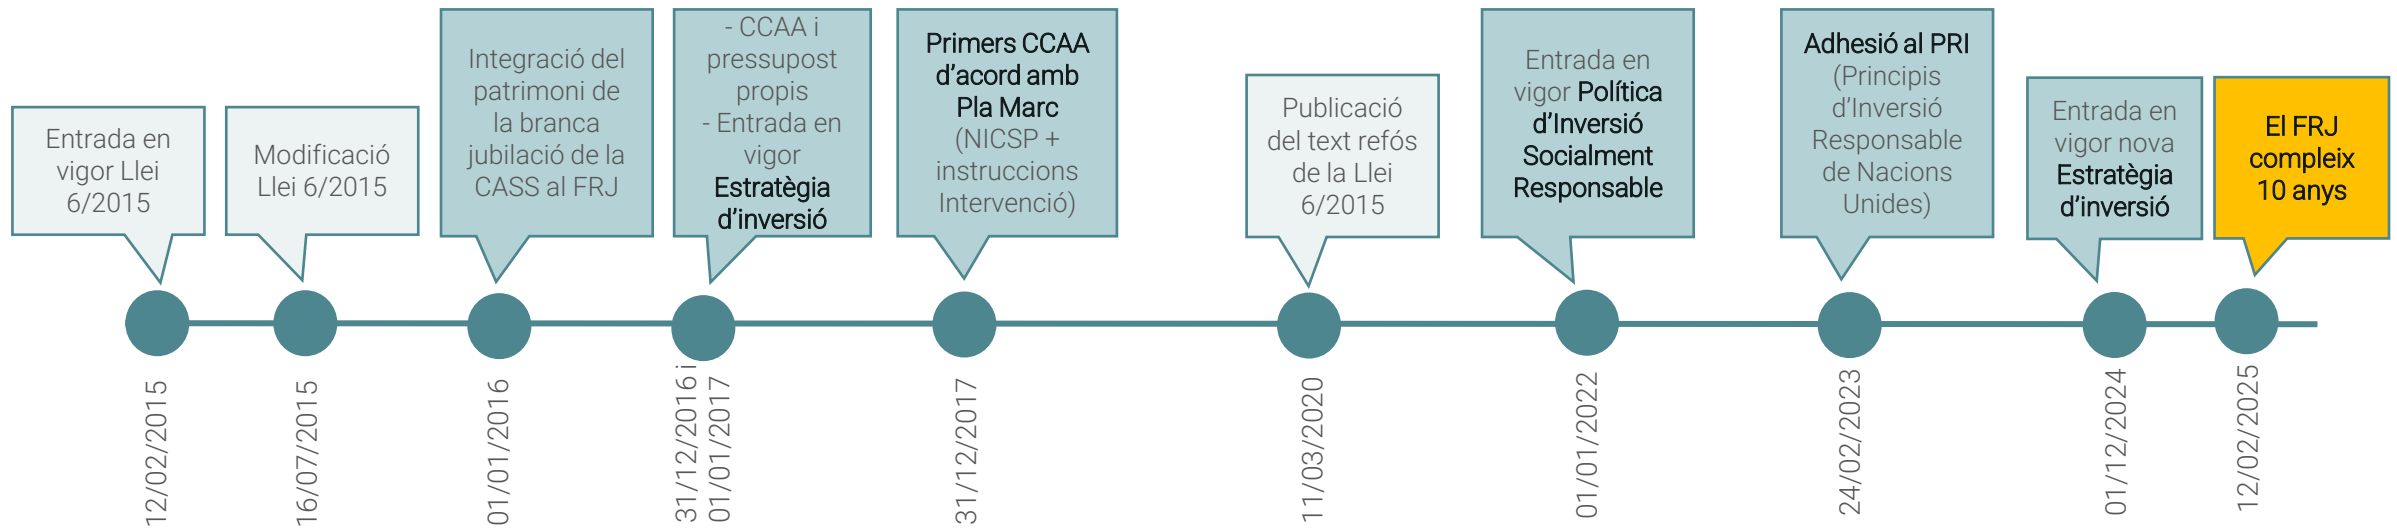 Entrada en
vigor Llei
6/2015
12/02/2015
Modificació
Llei 6/2015
16/07/2015
Integració del
patrimoni de
la branca
jubilació de la
CASS al FRJ
01/01/2016
- CCAA i
pressupost
propis
- Entrada en
vigor
Estratègia
d’inversió
31/12/2016 i
01/01/2017
Primers CCAA
d’acord amb
Pla Marc
(NICSP +
instruccions
Intervenció)
31/12/2017
Publicació
del text refós
de la Llei
6/2015
11/03/2020
Entrada en
vigor Política
d’Inversió
Socialment
Responsable
01/01/2022
Adhesió al PRI
(Principis
d’Inversió
Responsable
de Nacions
Unides)
24/02/2023
Entrada en
vigor nova
Estratègia
d’inversió
01/12/2024
El FRJ
compleix
10 anys
12/02/2025